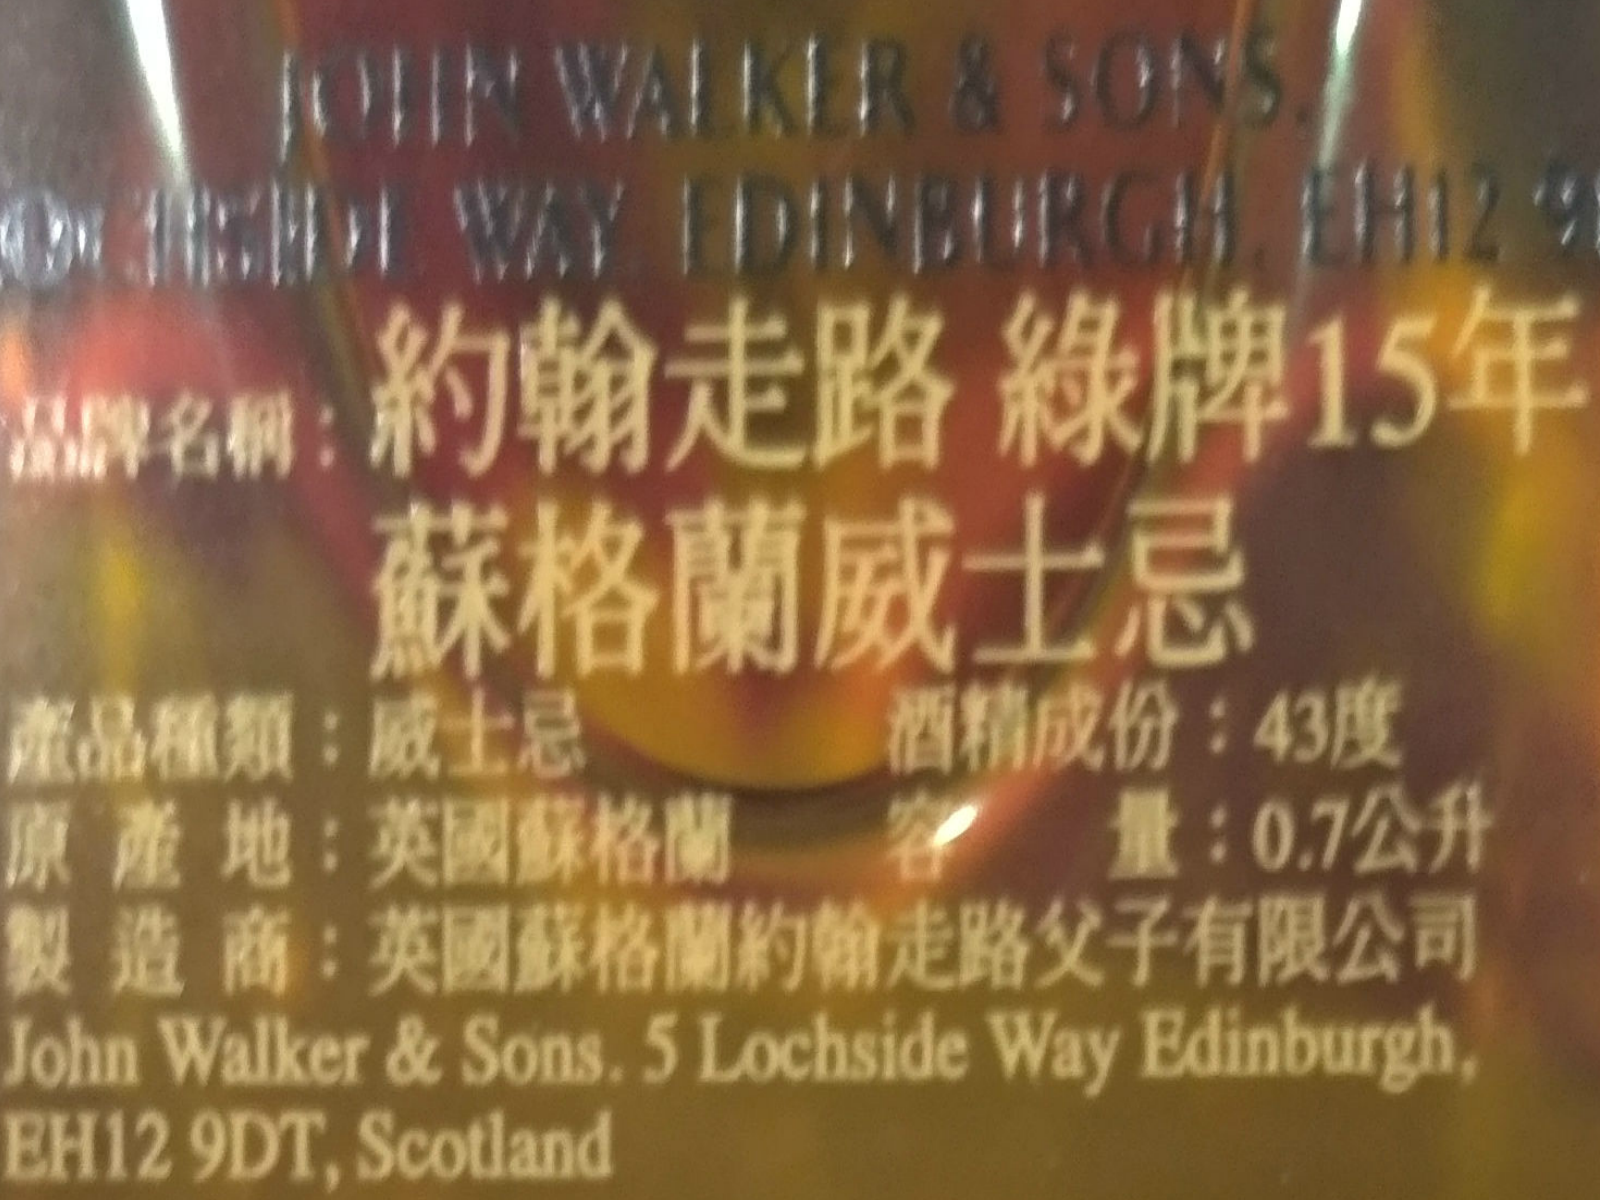 JOHN WALKER & SONS.
WAY EDINBURGH, EH12
品牌名稱：約翰走路 綠牌15年
蘇格蘭威士忌
產品種類：威士忌 酒精成份：43度
原產地：英國蘇格蘭 容量：0.7公升
製造商：英國蘇格蘭約翰走路父子有限公司
John Walker & Sons. 5 Lochside Way Edinburgh,
EH12 9DT, Scotland